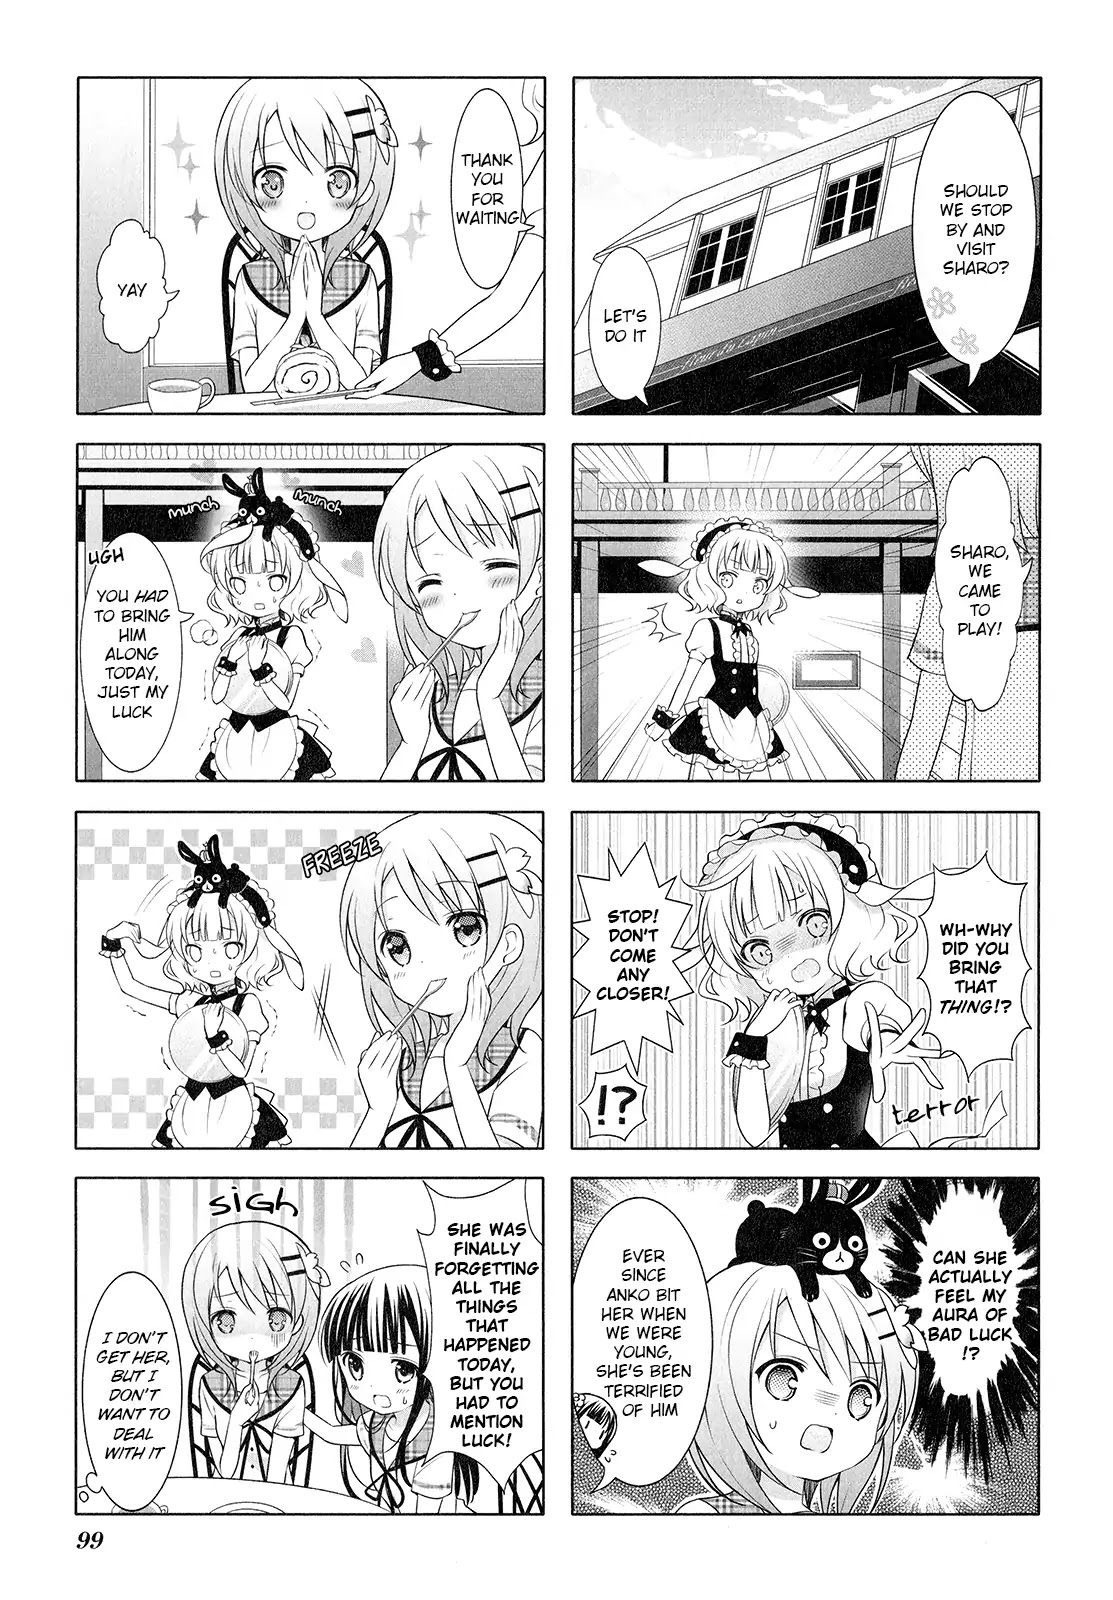 SHOULD
WE STOP
BY AND
VISIT
SHARO?
LET'S
DO IT
Fleur du Lapin
SHARO,
WE
CAME
TO
PLAY!
WH-WHY
DID YOU
BRING
THAT
THING!?
STOP!
DON'T
COME
ANY
CLOSER!
!?
terror
CAN SHE
ACTUALLY
FEEL MY
AURA OF
BAD LUCK
!?
EVER
SINCE
ANKO BIT
HER WHEN
WE WERE
YOUNG,
SHE'S BEEN
TERRIFIED
OF HIM
THANK
YOU
FOR
WAITING!
YAY
munch
munch
UGH
YOU HAD
TO BRING
HIM
ALONG
TODAY,
JUST MY
LUCK
FREEZE
SHE WAS
FINALLY
FORGETTING
ALL THE
THINGS
THAT
HAPPENED
TODAY,
BUT YOU
HAD TO
MENTION
LUCK!
sigh
I DON'T
GET HER,
BUT I
DON'T
WANT TO
DEAL
WITH IT
99